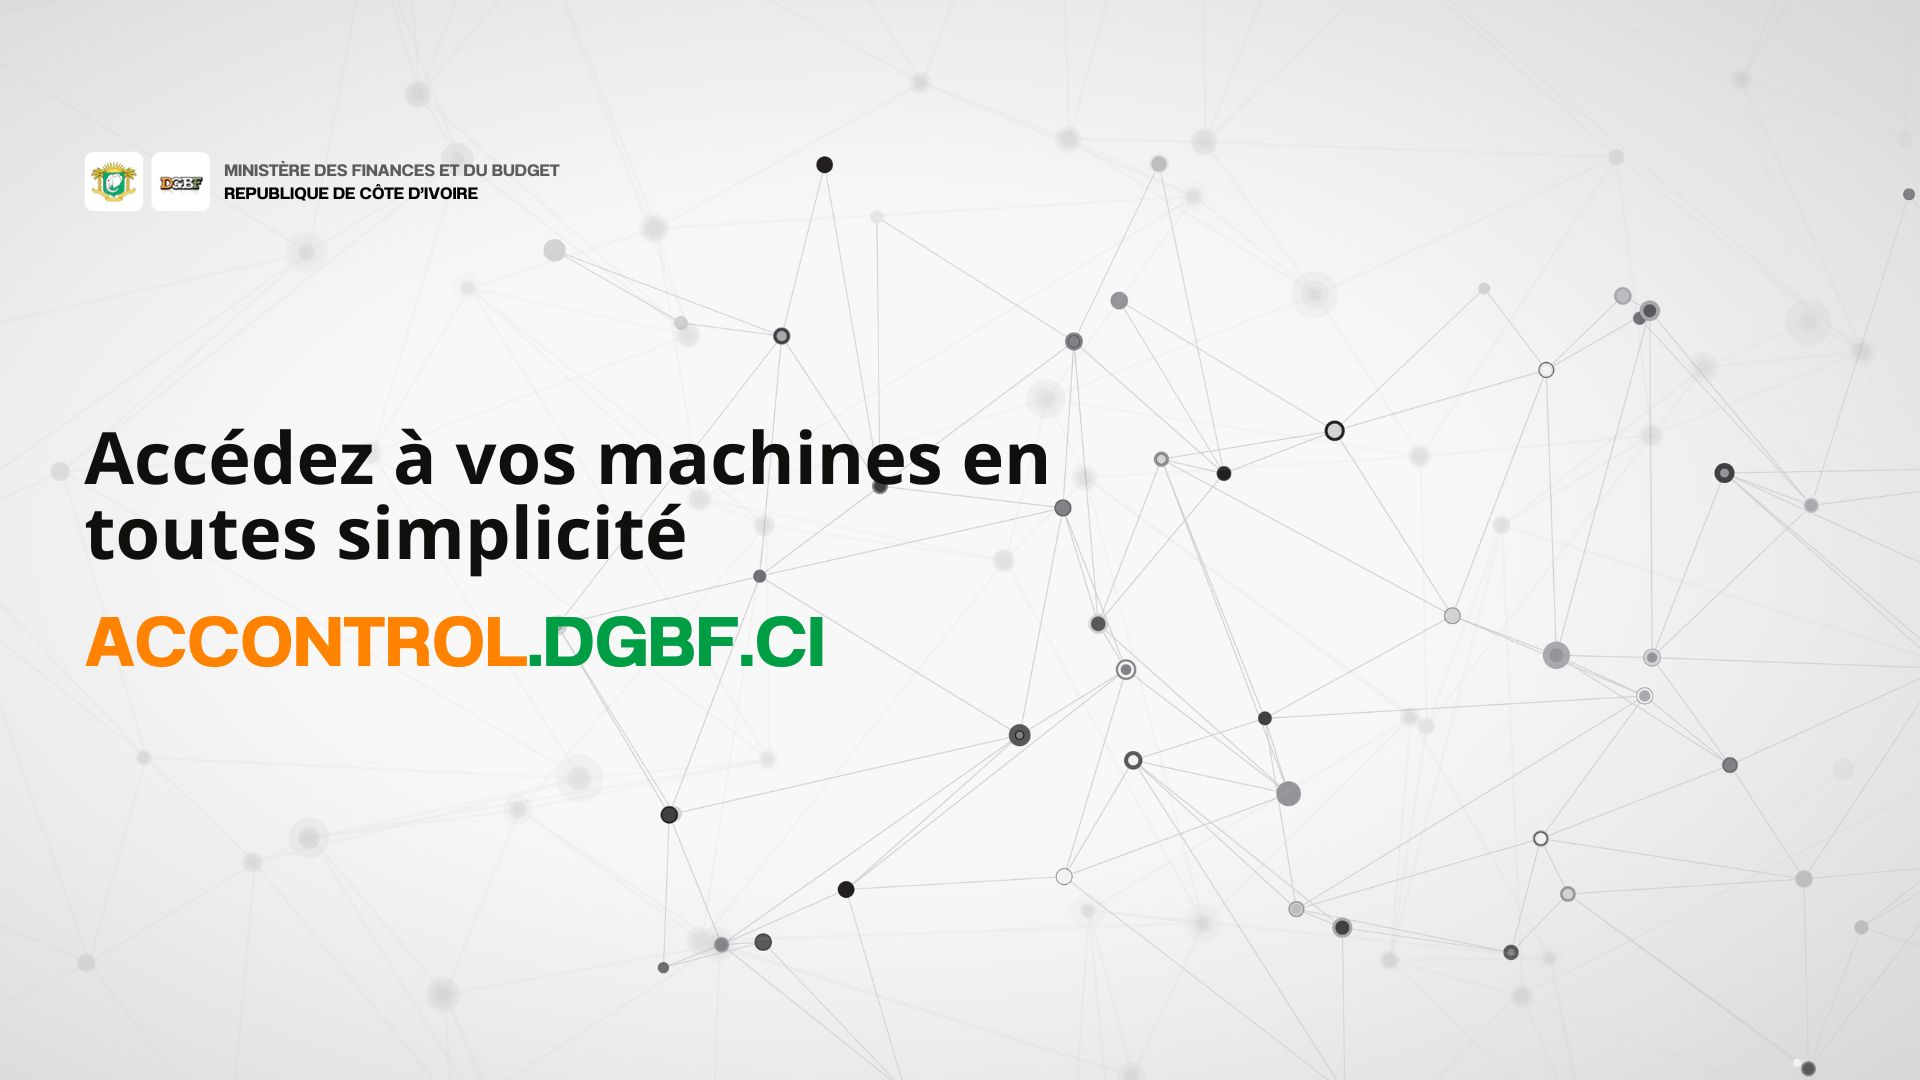 DGBF
MINISTÈRE DES FINANCES ET DU BUDGET
REPUBLIQUE DE CÔTE D'IVOIRE
Accédez à vos machines en
toutes simplicité
ACCONTROL.DGBF.CI